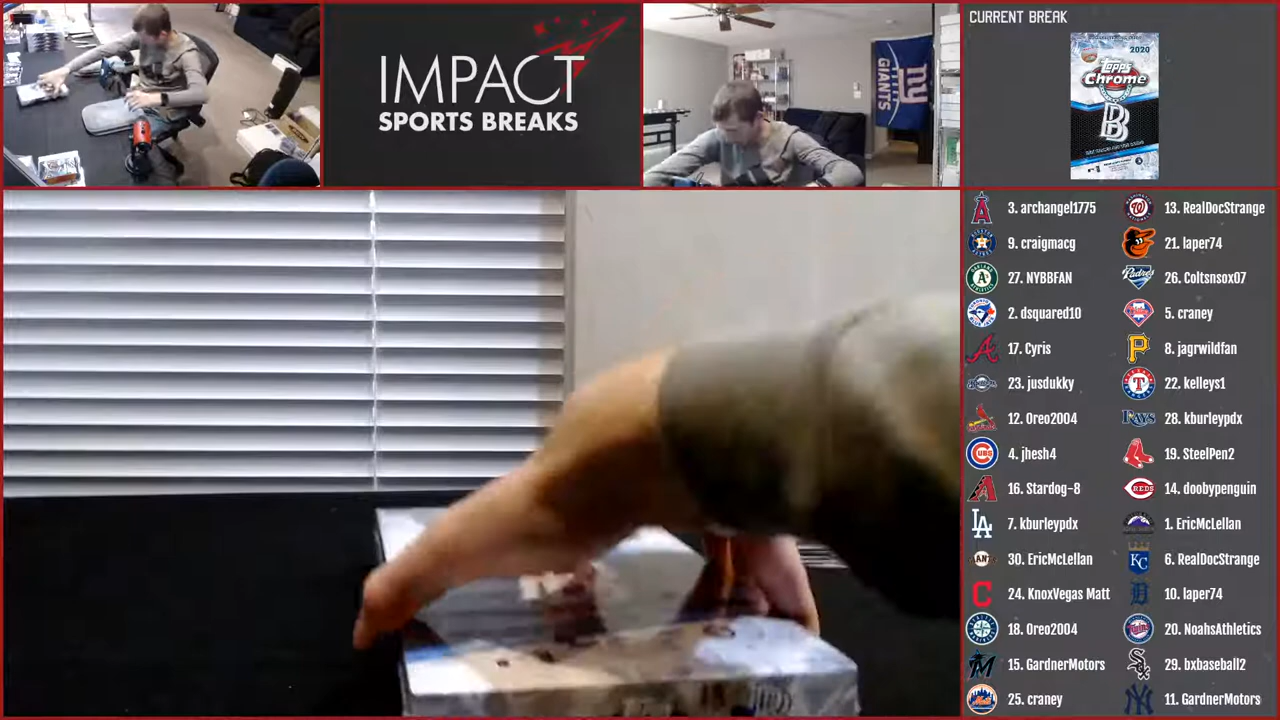 IMPACT
SPORTS BREAKS
GIANTS
ny
CURRENT BREAK
2020
Topps
Chrome
3. archangel1775
13. RealDocStrange
9. craigmacg
21. laper74
27. NYBBFAN
26. Coltsnsox07
2. dsquared10
5. craney
17. Cyris
8. jagrwildfan
23. jusdukky
22. kelleys1
12. Oreo2004
28. kburleypdx
4. jhesh4
19. SteelPen2
16. Stardog-8
14. doobypenguin
7. kburleypdx
1. EricMcLellan
30. EricMcLellan
6. RealDocStrange
24. KnoxVegas Matt
10. laper74
18. Oreo2004
20. NoahsAthletics
15. GardnerMotors
29. bxbaseball2
25. craney
11. GardnerMotors